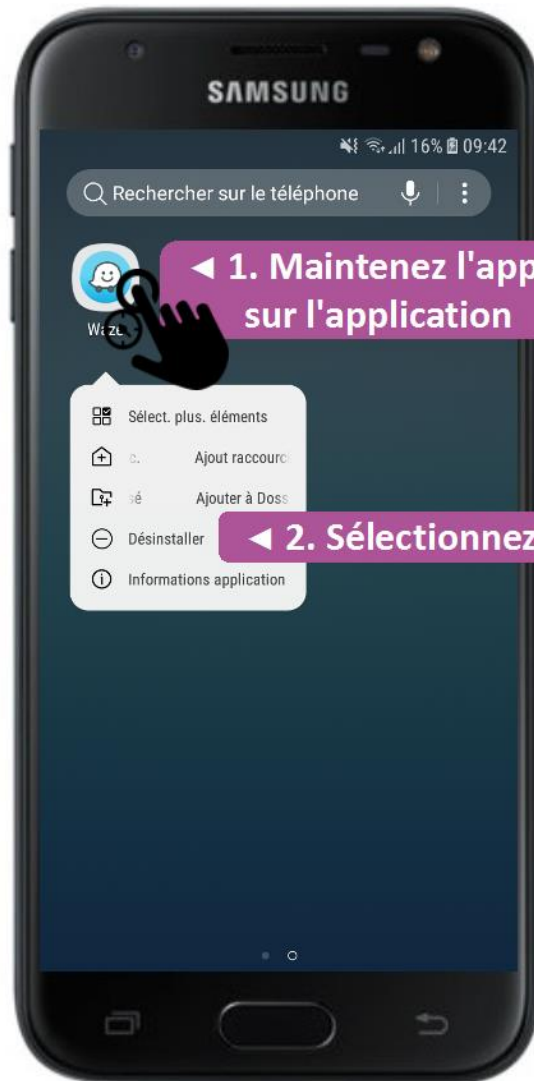 SAMSUNG
16% 09:42
Rechercher sur le téléphone
◄ 1. Maintenez l'app
sur l'application
Waze
Sélect. plus. éléments
c. Ajout raccourc
sé Ajouter à Doss
Désinstaller
◄ 2. Sélectionnez
Informations application